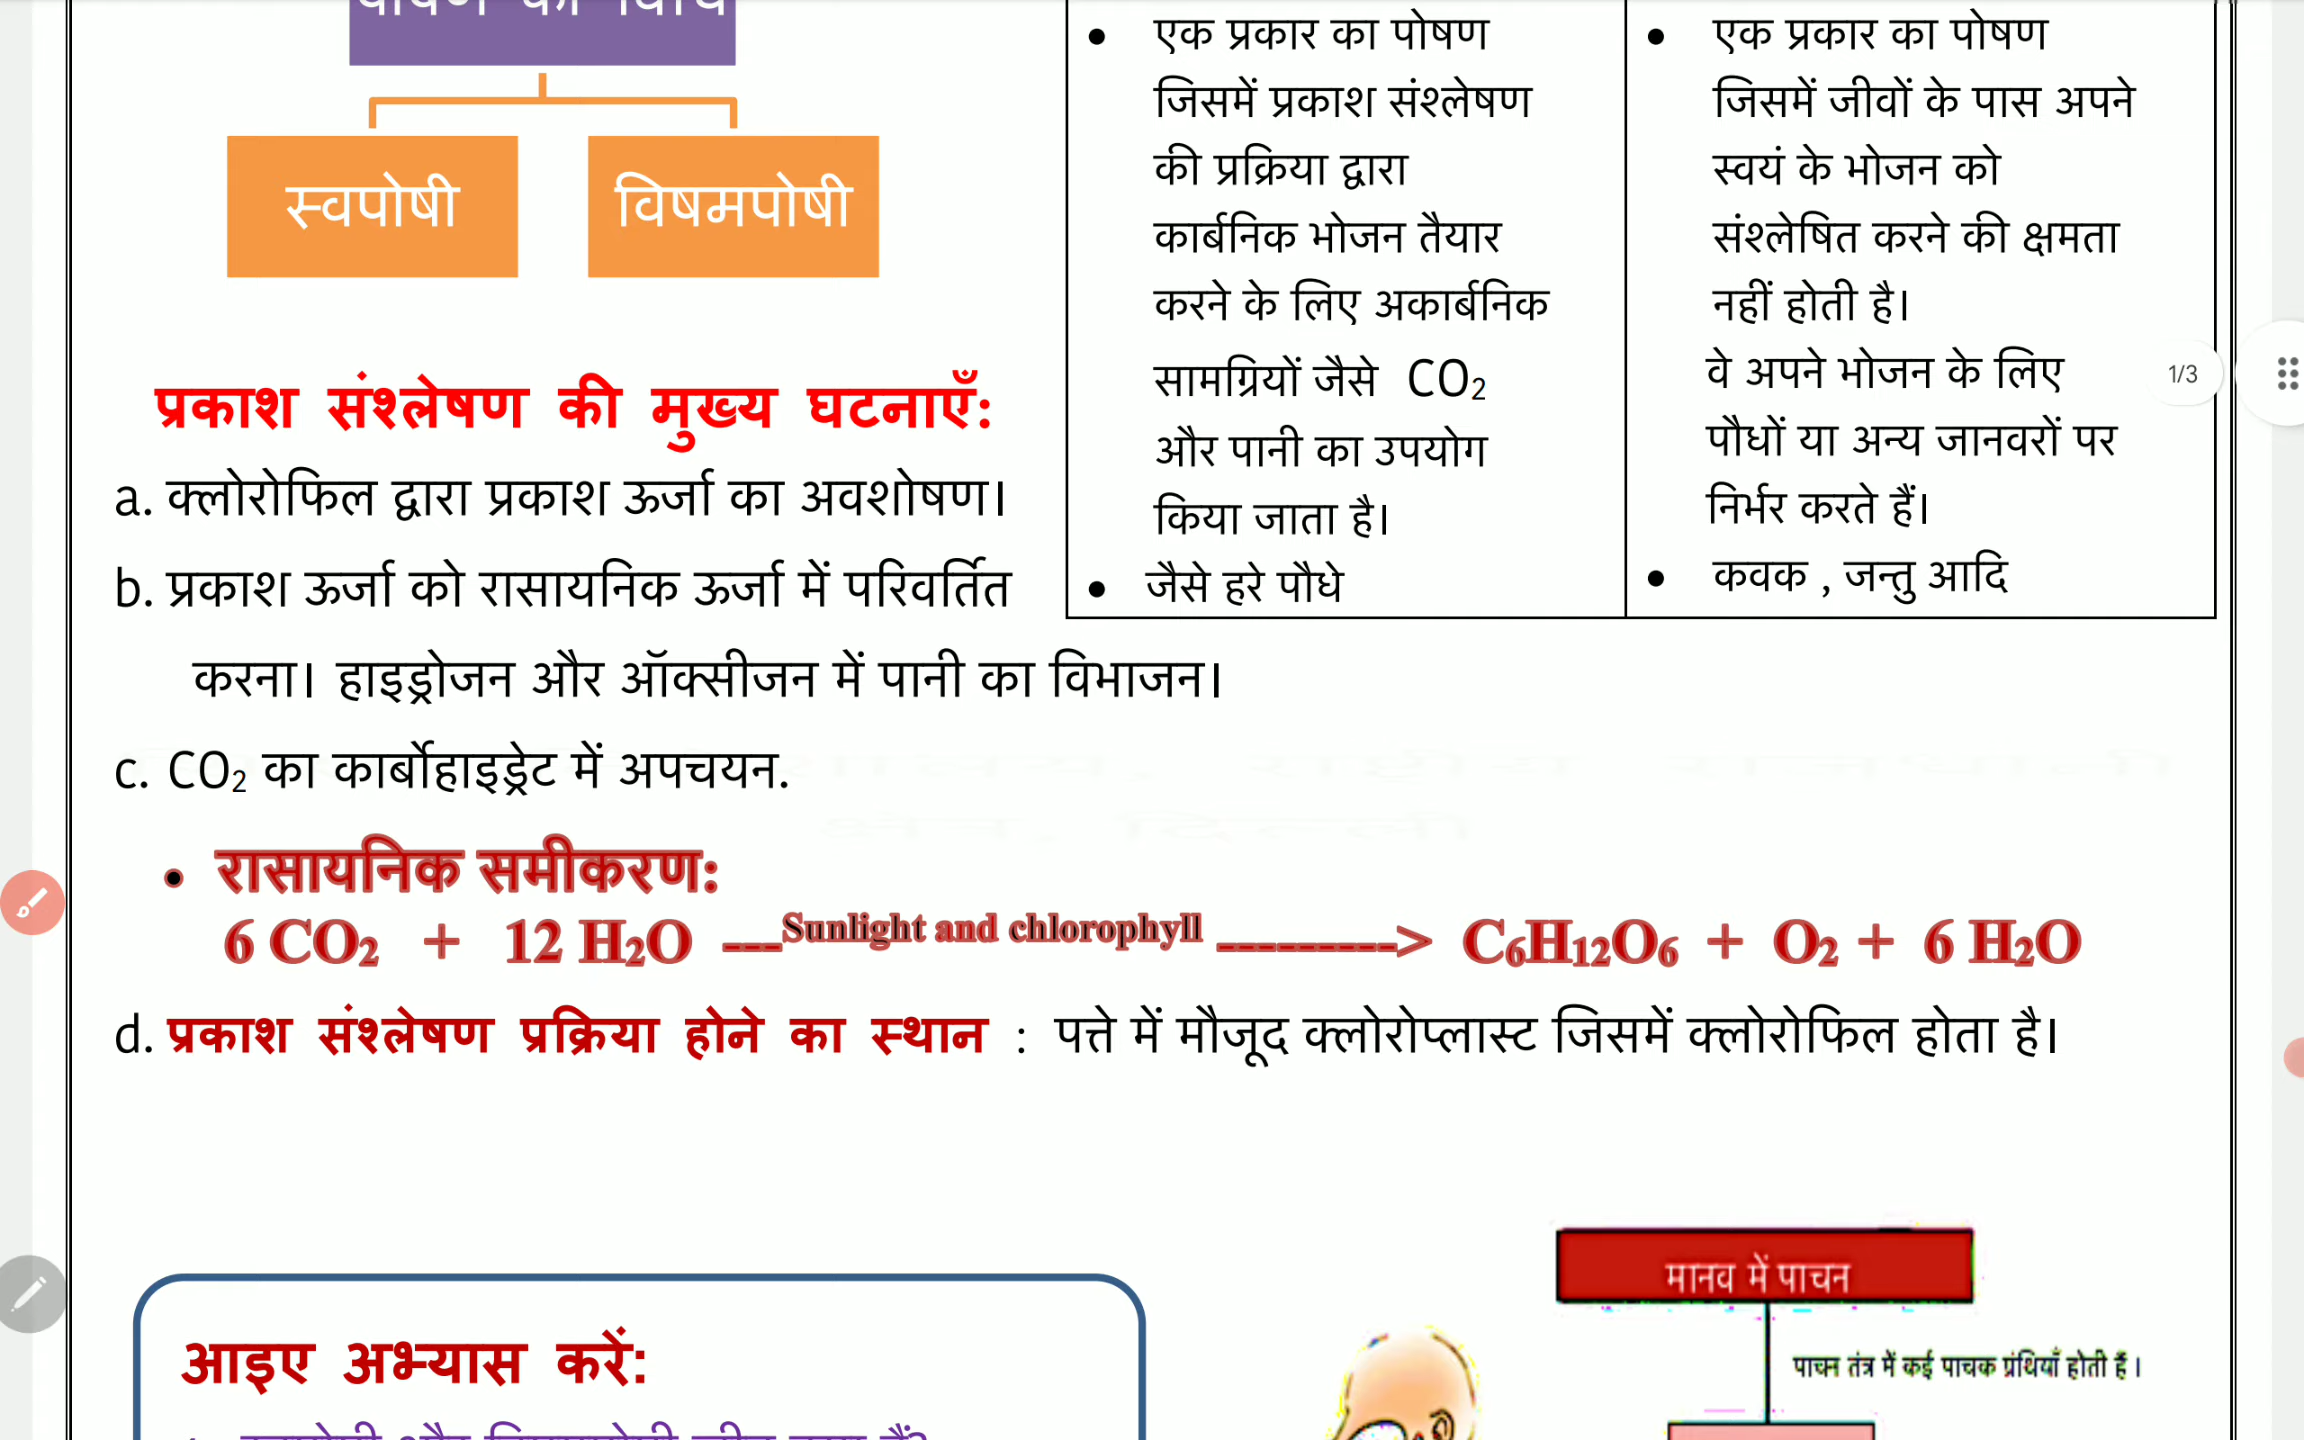 स्वपोषी
विषमपोषी
एक प्रकार का पोषण
जिसमें प्रकाश संश्लेषण
की प्रक्रिया द्वारा
कार्बनिक भोजन तैयार
करने के लिए अकार्बनिक
सामग्रियों जैसे CO₂
और पानी का उपयोग
किया जाता है।
जैसे हरे पौधे
एक प्रकार का पोषण
जिसमें जीवों के पास अपने
स्वयं के भोजन को
संश्लेषित करने की क्षमता
नहीं होती है।
वे अपने भोजन के लिए
पौधों या अन्य जानवरों पर
निर्भर करते हैं।
कवक , जन्तु आदि
1/3
प्रकाश संश्लेषण की मुख्य घटनाएँ:
a. क्लोरोफिल द्वारा प्रकाश ऊर्जा का अवशोषण।
b. प्रकाश ऊर्जा को रासायनिक ऊर्जा में परिवर्तित
करना। हाइड्रोजन और ऑक्सीजन में पानी का विभाजन।
c. CO₂ का कार्बोहाइड्रेट में अपचयन.
रासायनिक समीकरण:
6 CO₂ + 12 H₂O ---Sunlight and chlorophyll ---------> C₆H₁₂O₆ + O₂ + 6 H₂O
d. प्रकाश संश्लेषण प्रक्रिया होने का स्थान : पत्ते में मौजूद क्लोरोप्लास्ट जिसमें क्लोरोफिल होता है।
मानव में पाचन
पाचन तंत्र में कई पाचक ग्रंथियाँ होती हैं।
आइए अभ्यास करें: